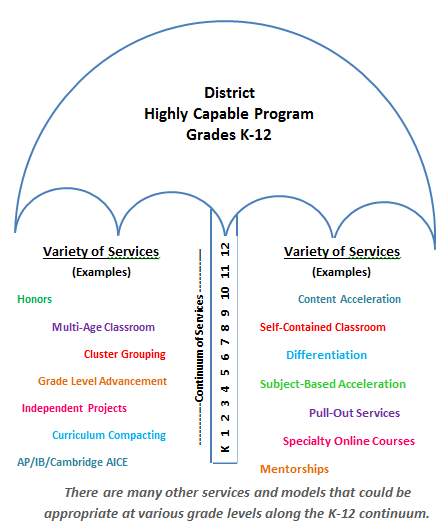 District
Highly Capable Program
Grades K-12
Variety of Services
(Examples)
Honors
Multi-Age Classroom
Cluster Grouping
Grade Level Advancement
Independent Projects
Curriculum Compacting
AP/IB/Cambridge AICE
Continuum of Services
K 1 2 3 4 5 6 7 8 9 10 11 12
Variety of Services
(Examples)
Content Acceleration
Self-Contained Classroom
Differentiation
Subject-Based Acceleration
Pull-Out Services
Specialty Online Courses
Mentorships
There are many other services and models that could be
appropriate at various grade levels along the K-12 continuum.